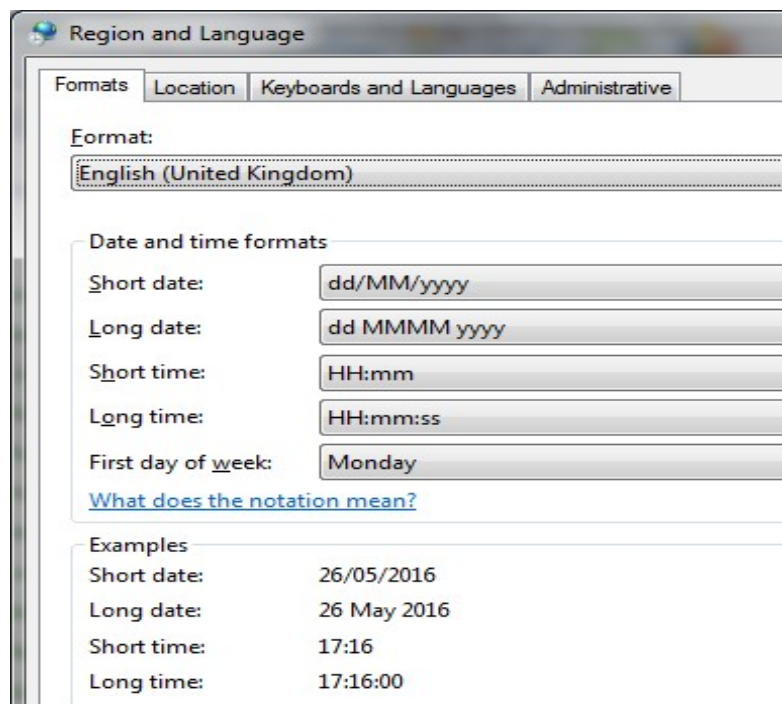 Region and Language
Formats Location Keyboards and Languages Administrative
Format:
English (United Kingdom)
Date and time formats
Short date: dd/MM/yyyy
Long date: dd MMMM yyyy
Short time: HH:mm
Long time: HH:mm:ss
First day of week: Monday
What does the notation mean?
Examples
Short date: 26/05/2016
Long date: 26 May 2016
Short time: 17:16
Long time: 17:16:00